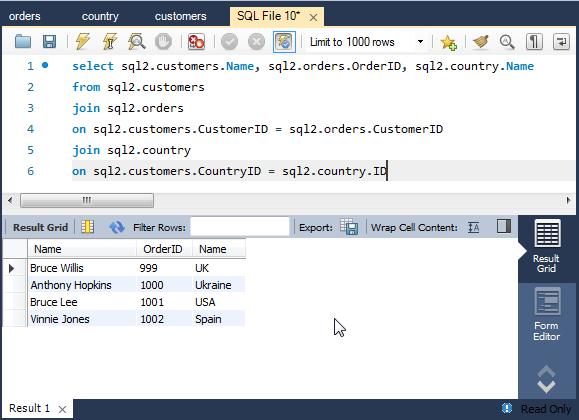 orders country customers SQL File 10* ×
Limit to 1000 rows
1 select sql2.customers.Name, sql2.orders.OrderID, sql2.country.Name
2 from sql2.customers
3 join sql2.orders
4 on sql2.customers.CustomerID = sql2.orders.CustomerID
5 join sql2.country
6 on sql2.customers.CountryID = sql2.country.ID
Result Grid Filter Rows: Export: Wrap Cell Content:
Name OrderID Name
Bruce Willis 999 UK
Anthony Hopkins 1000 Ukraine
Bruce Lee 1001 USA
Vinnie Jones 1002 Spain
Result
Grid
Form
Editor
Result 1 × Read Only